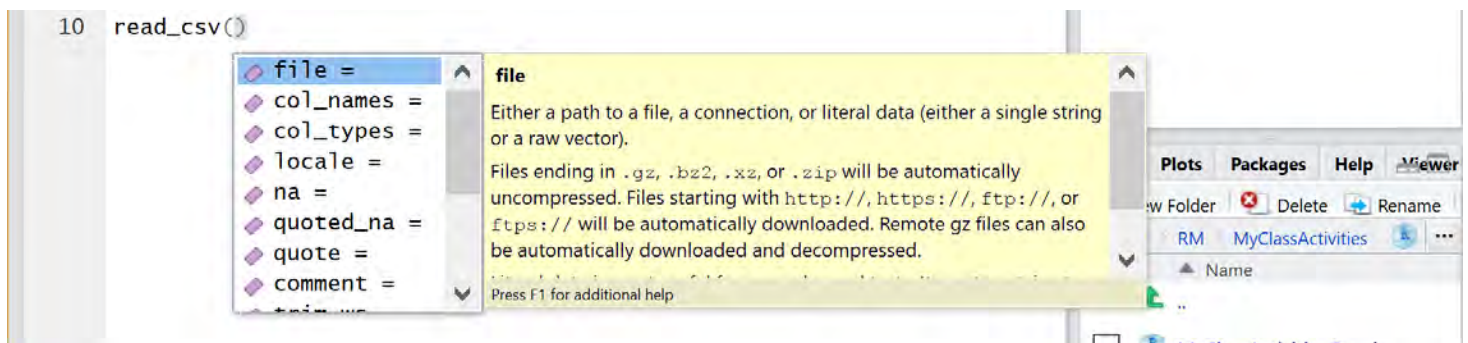 10 read_csv()
file =
col_names =
col_types =
locale =
na =
quoted_na =
quote =
comment =
file
Either a path to a file, a connection, or literal data (either a single string
or a raw vector).
Files ending in .gz, .bz2, .xz, or .zip will be automatically
uncompressed. Files starting with http://, https://, ftp://, or
ftps:// will be automatically downloaded. Remote gz files can also
be automatically downloaded and decompressed.
Press F1 for additional help
Plots Packages Help Viewer
Folder Delete Rename
RM MyClassActivities ...
Name
..